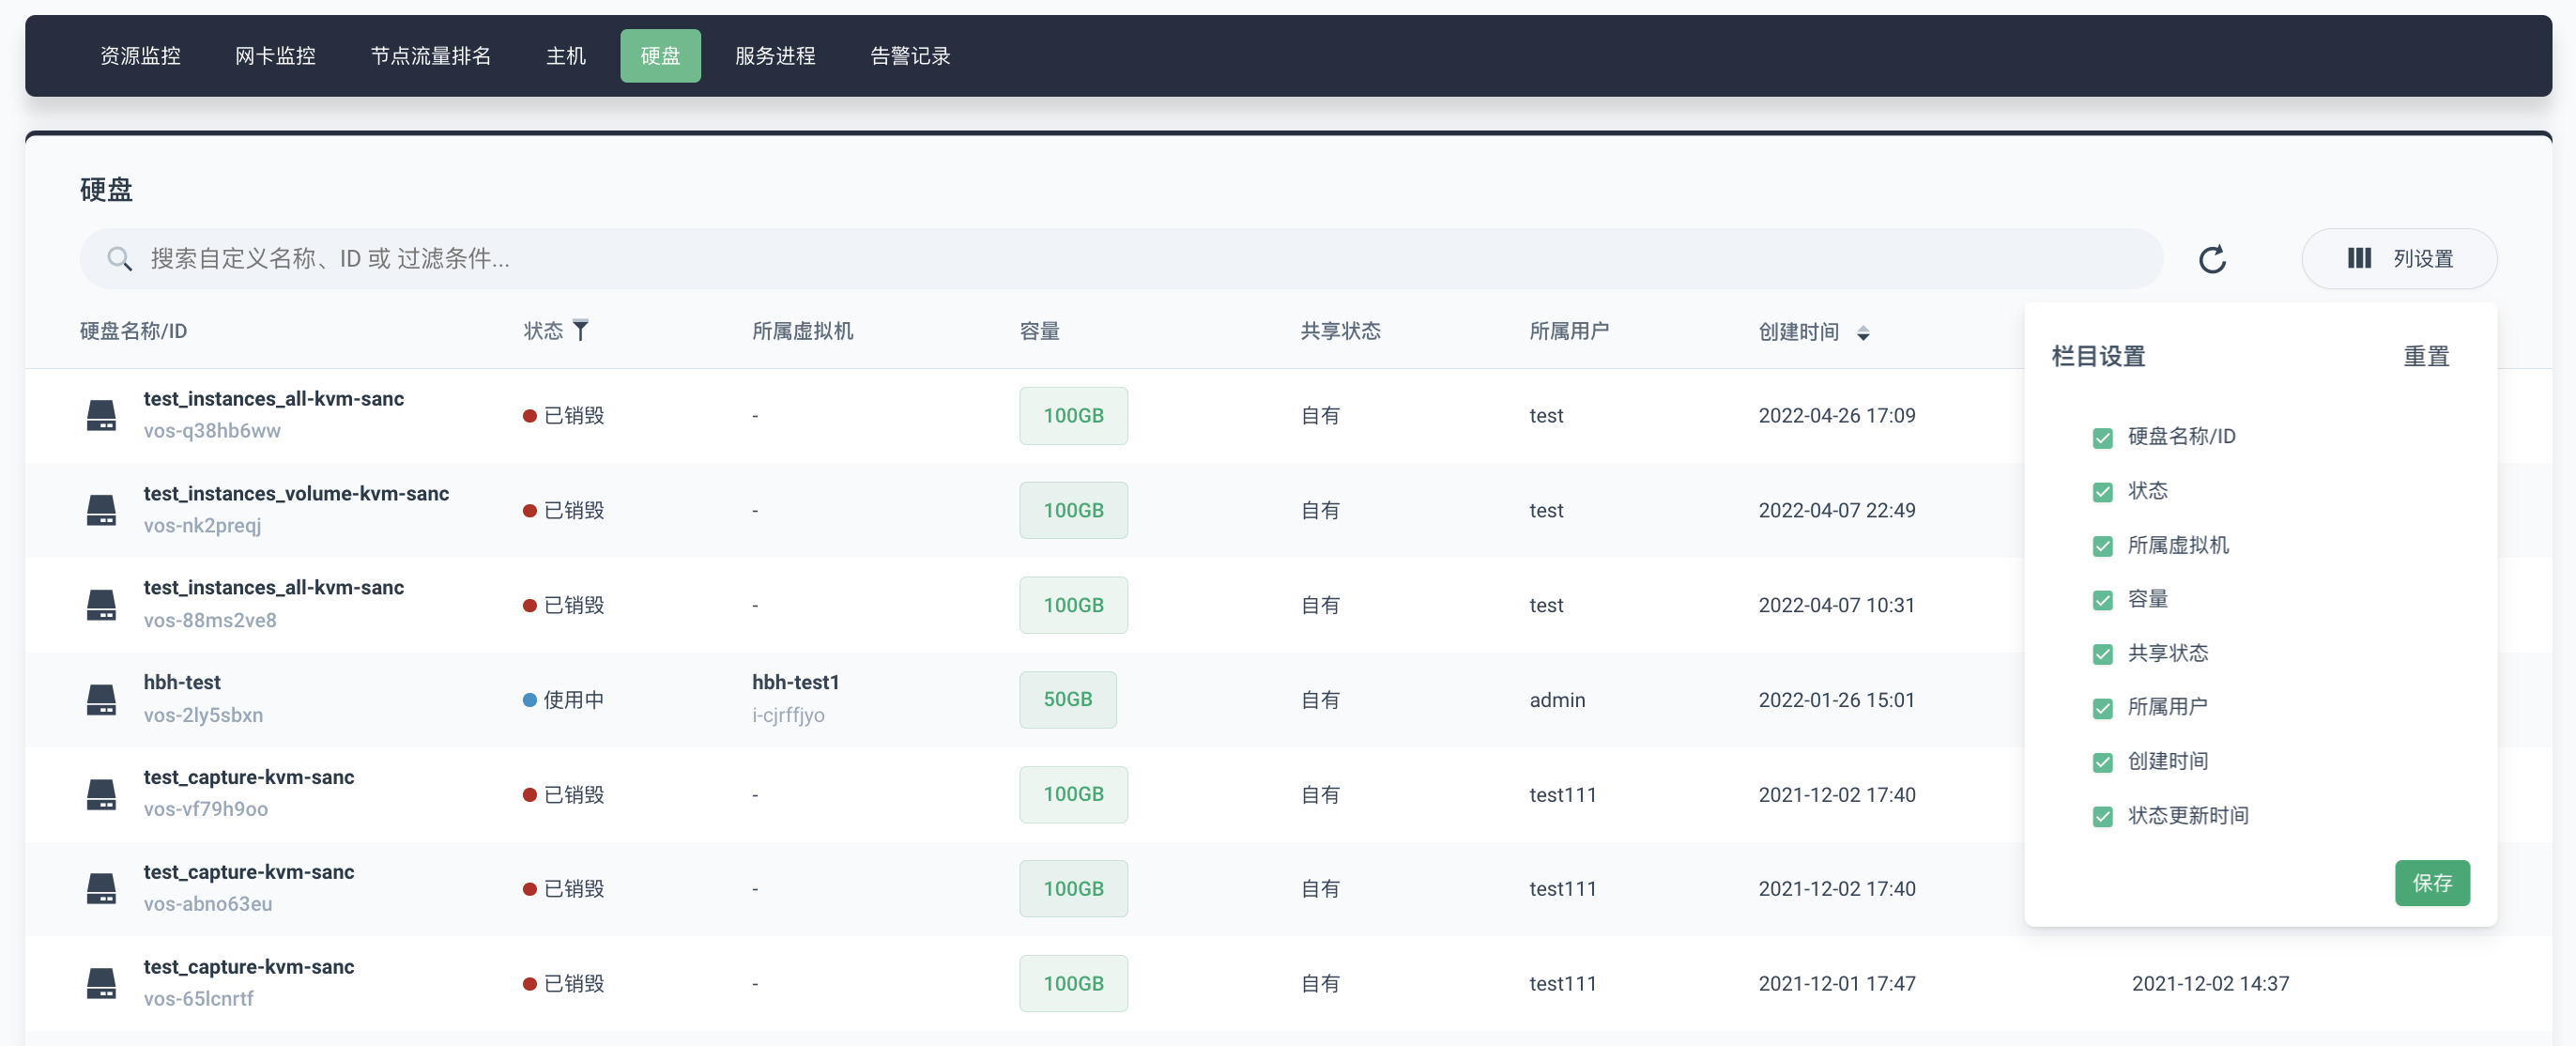 资源监控 网卡监控 节点流量排名 主机 硬盘 服务进程 告警记录
硬盘
搜索自定义名称、ID 或 过滤条件...
列设置
硬盘名称/ID 状态 所属虚拟机 容量 共享状态 所属用户 创建时间
test_instances_all-kvm-sanc
vos-q38hb6ww
已销毁 - 100GB 自有 test 2022-04-26 17:09
test_instances_volume-kvm-sanc
vos-nk2preqj
已销毁 - 100GB 自有 test 2022-04-07 22:49
test_instances_all-kvm-sanc
vos-88ms2ve8
已销毁 - 100GB 自有 test 2022-04-07 10:31
hbh-test
vos-2ly5sbxn
使用中
hbh-test1
i-cjrffjyo
50GB 自有 admin 2022-01-26 15:01
test_capture-kvm-sanc
vos-vf79h9oo
已销毁 - 100GB 自有 test111 2021-12-02 17:40
test_capture-kvm-sanc
vos-abno63eu
已销毁 - 100GB 自有 test111 2021-12-02 17:40
test_capture-kvm-sanc
vos-65lcnrtf
已销毁 - 100GB 自有 test111 2021-12-01 17:47 2021-12-02 14:37
栏目设置 重置
硬盘名称/ID
状态
所属虚拟机
容量
共享状态
所属用户
创建时间
状态更新时间
保存